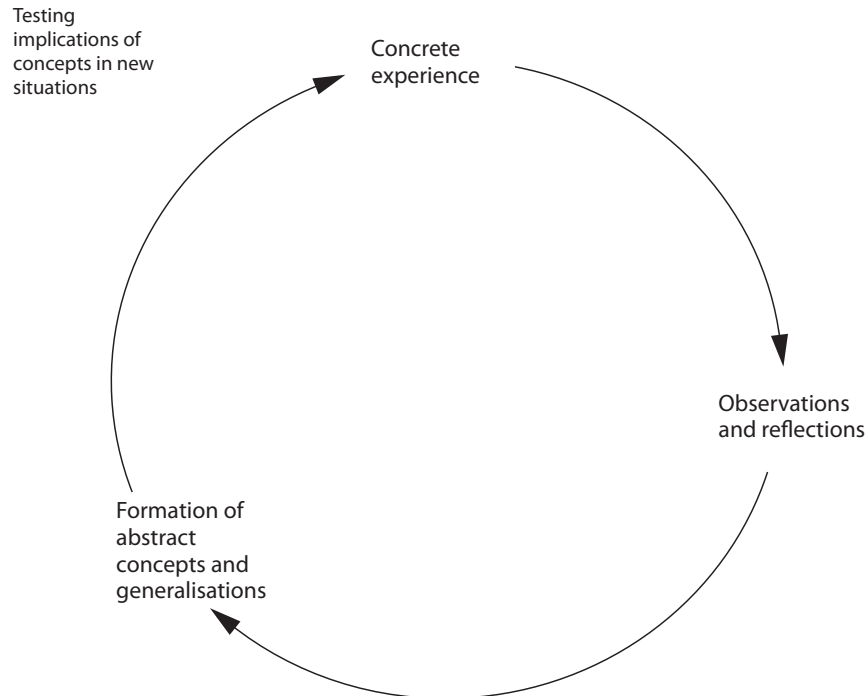 Testing
implications of
concepts in new
situations
Concrete
experience
Observations
and reflections
Formation of
abstract
concepts and
generalisations